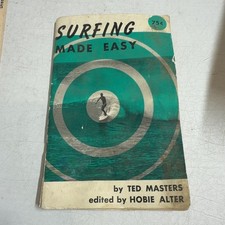 SURFING
75¢
MADE EASY
by TED MASTERS
edited by HOBIE ALTER